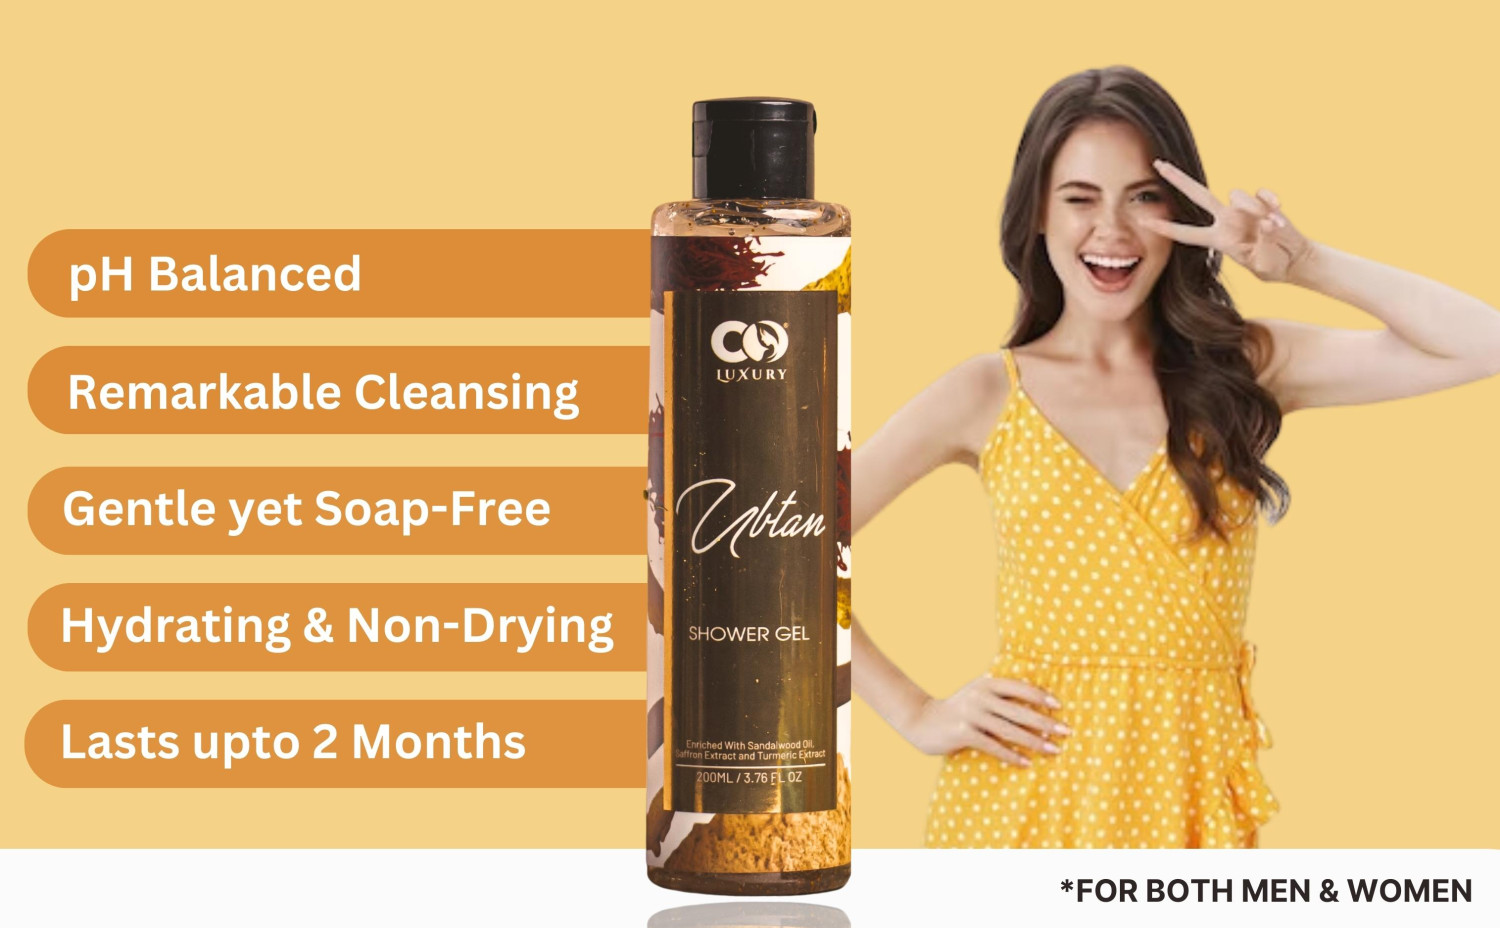 pH Balanced
Remarkable Cleansing
Gentle yet Soap-Free
Hydrating & Non-Drying
Lasts upto 2 Months
CO
LUXURY
Ubtan
SHOWER GEL
Enriched With Sandalwood Oil,
Saffron Extract and Turmeric Extract
200ML / 3.76 FL OZ
*FOR BOTH MEN & WOMEN